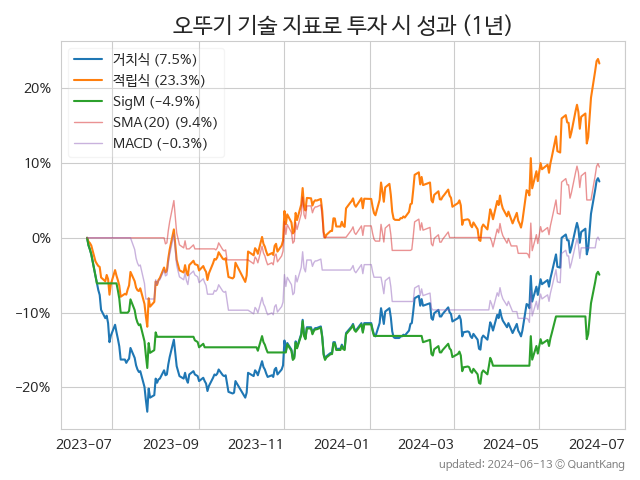 오뚜기 기술 지표로 투자 시 성과 (1년)
거치식 (7.5%)
적립식 (23.3%)
SigM (−4.9%)
SMA(20) (9.4%)
MACD (−0.3%)
20%
10%
0%
−10%
−20%
2023−07 2023−09 2023−11 2024−01 2024−03 2024−05 2024−07
updated: 2024−06−13 ⓒ QuantKang